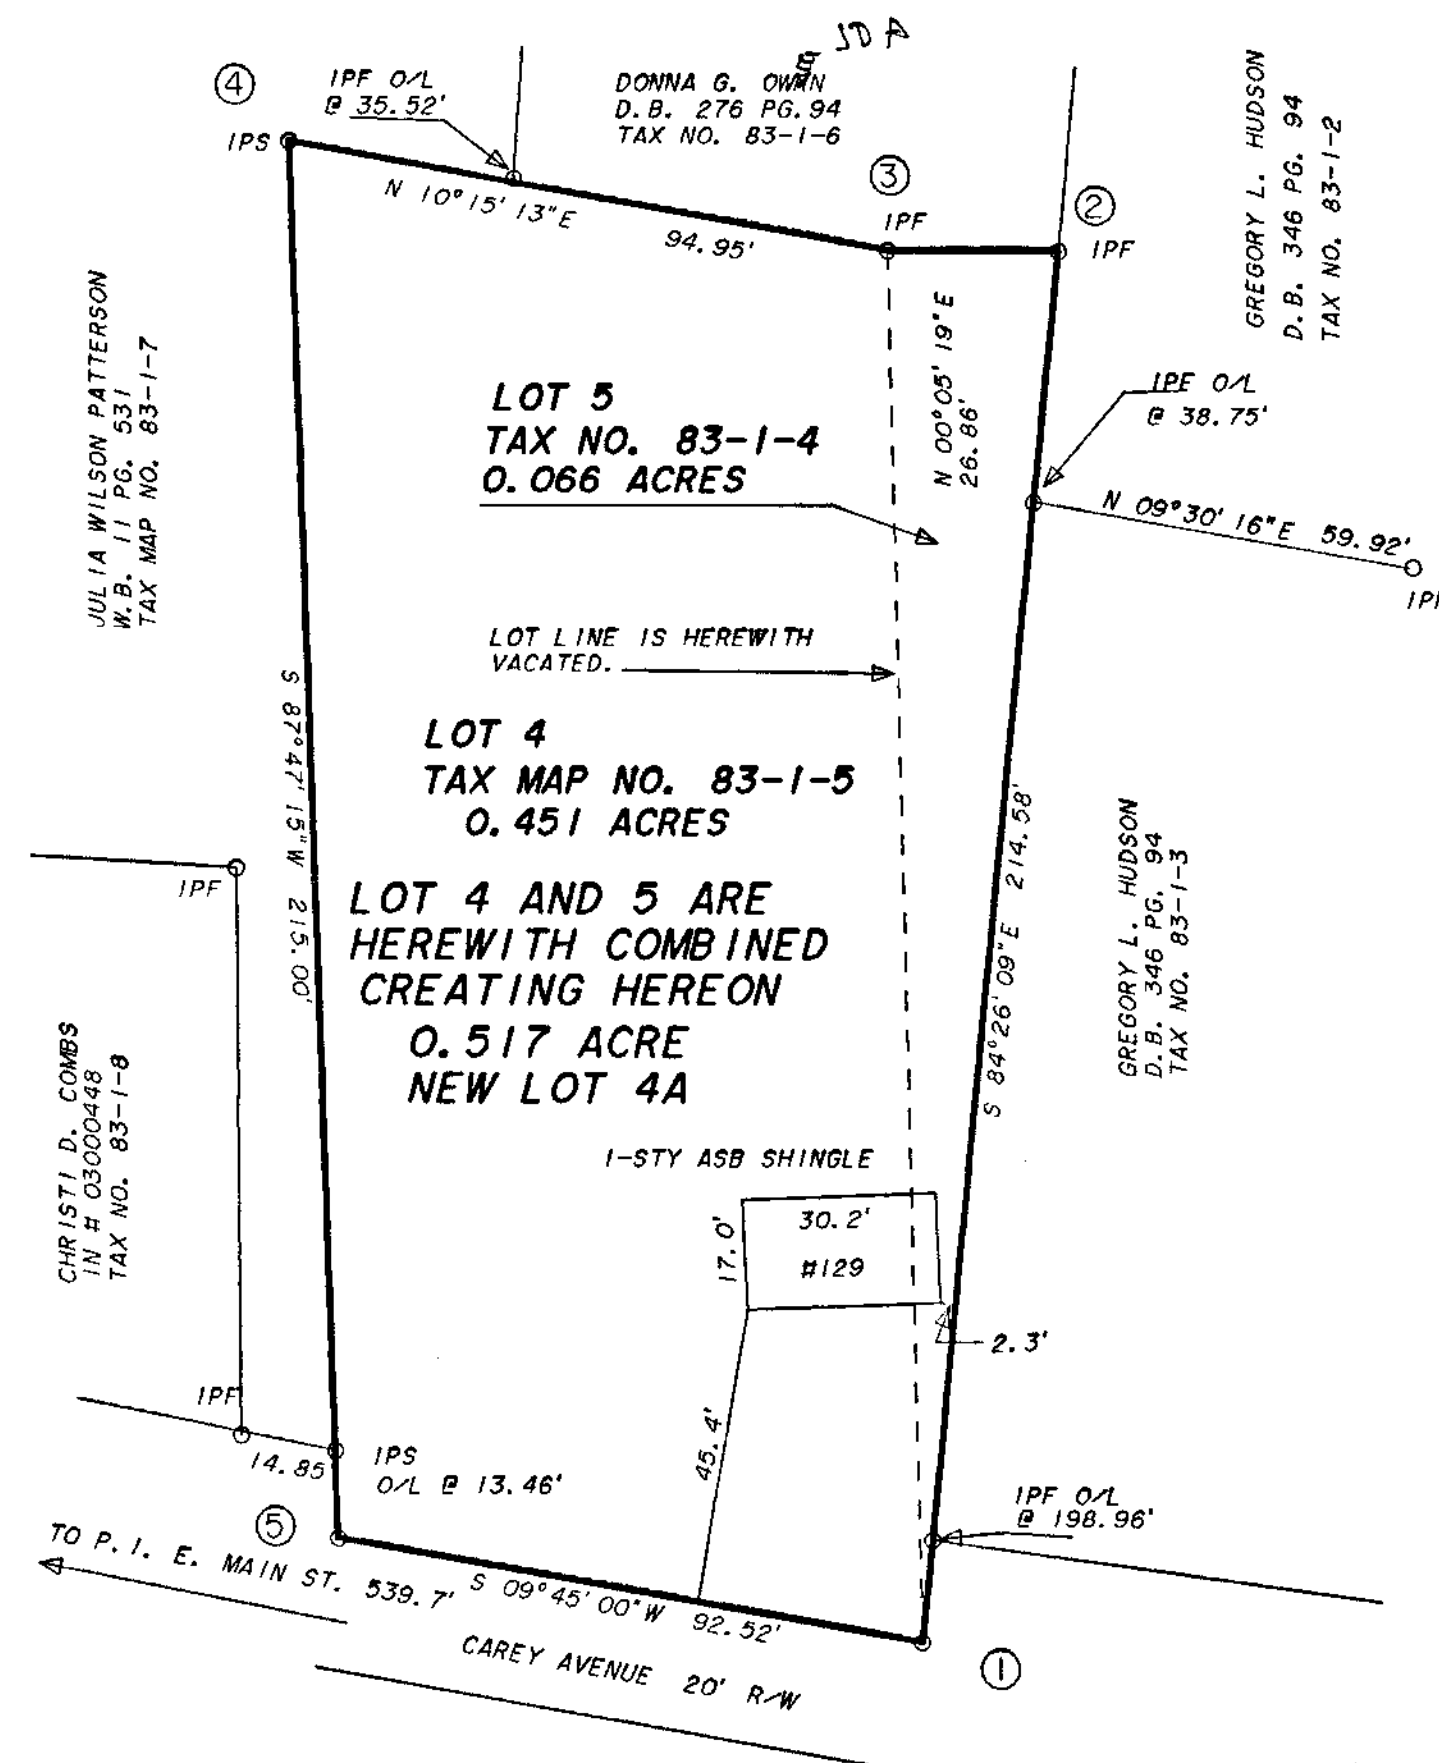 LDA
④
IPF O/L
@ 35.52'
DONNA G. OWEN
D.B. 276 PG.94
TAX NO. 83-1-6
GREGORY L. HUDSON
D.B. 346 PG. 94
TAX NO. 83-1-2
IPS
③
IPF
②
IPF
N 10°15'13"E
94.95'
N 00°05'19"E
26.86'
JULIA WILSON PATTERSON
W.B. 11 PG. 531
TAX MAP NO. 83-1-7
LOT 5
TAX NO. 83-1-4
0.066 ACRES
IPF O/L
@ 38.75'
N 09°30'16"E 59.92'
IPF
LOT LINE IS HEREWITH
VACATED.
S 87°47'15"W 215.00'
LOT 4
TAX MAP NO. 83-1-5
0.451 ACRES
S 84°26'09"E 214.58'
GREGORY L. HUDSON
D.B. 346 PG. 94
TAX NO. 83-1-3
IPF
LOT 4 AND 5 ARE
HEREWITH COMBINED
CREATING HEREON
0.517 ACRE
NEW LOT 4A
CHRISTI D. COMBS
IN # 03000448
TAX NO. 83-1-8
1-STY ASB SHINGLE
30.2'
17.0'
#129
2.3'
IPF
14.85
IPS
O/L @ 13.46'
45.4'
IPF O/L
@ 198.96'
⑤
TO P.I. E. MAIN ST. 539.7'
S 09°45'00"W 92.52'
①
CAREY AVENUE 20' R/W